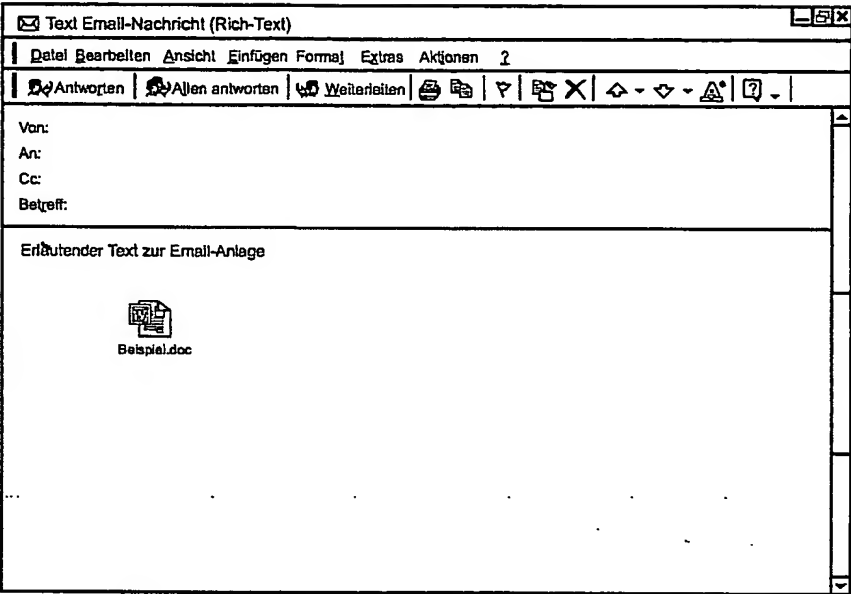 Text Email-Nachricht (Rich-Text)
Datei Bearbeiten Ansicht Einfügen Format Extras Aktionen ?
Antworten Allen antworten Weiterleiten
Von:
An:
Cc:
Betreff:
Erläutender Text zur Email-Anlage
Beispiel.doc